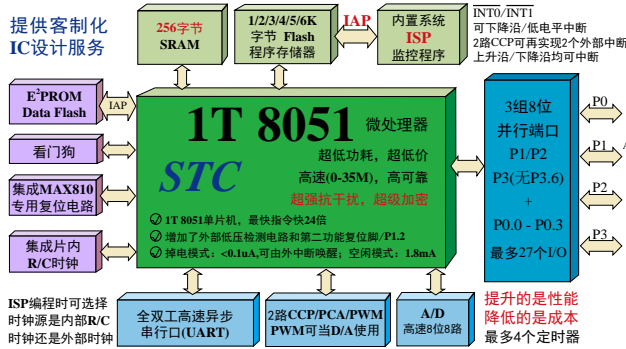 提供客制化
IC设计服务
256字节
SRAM
1/2/3/4/5/6K
字节 Flash
程序存储器
IAP
内置系统
ISP
监控程序
INT0/INT1
可下降沿/低电平中断
2路CCP可再实现2个外部中断
上升沿/下降沿均可中断
E²PROM
Data Flash
IAP
看门狗
集成MAX810
专用复位电路
集成片内
R/C时钟
1T 8051 微处理器
STC
超低功耗，超低价
高速(0-35M)，高可靠
超强抗干扰，超级加密
1T 8051单片机，最快指令快24倍
增加了外部低压检测电路和第二功能复位脚/P1.2
掉电模式：<0.1uA,可由外中断唤醒；空闲模式：1.8mA
3组8位
并行端口
P1/P2
P3(无P3.6)
+
P0.0 - P0.3
最多27个I/O
P0
P1
P2
P3
ISP编程时可选择
时钟源是内部R/C
时钟还是外部时钟
全双工高速异步
串行口(UART)
2路CCP/PCA/PWM
PWM可当D/A使用
A/D
高速8位8路
提升的是性能
降低的是成本
最多4个定时器